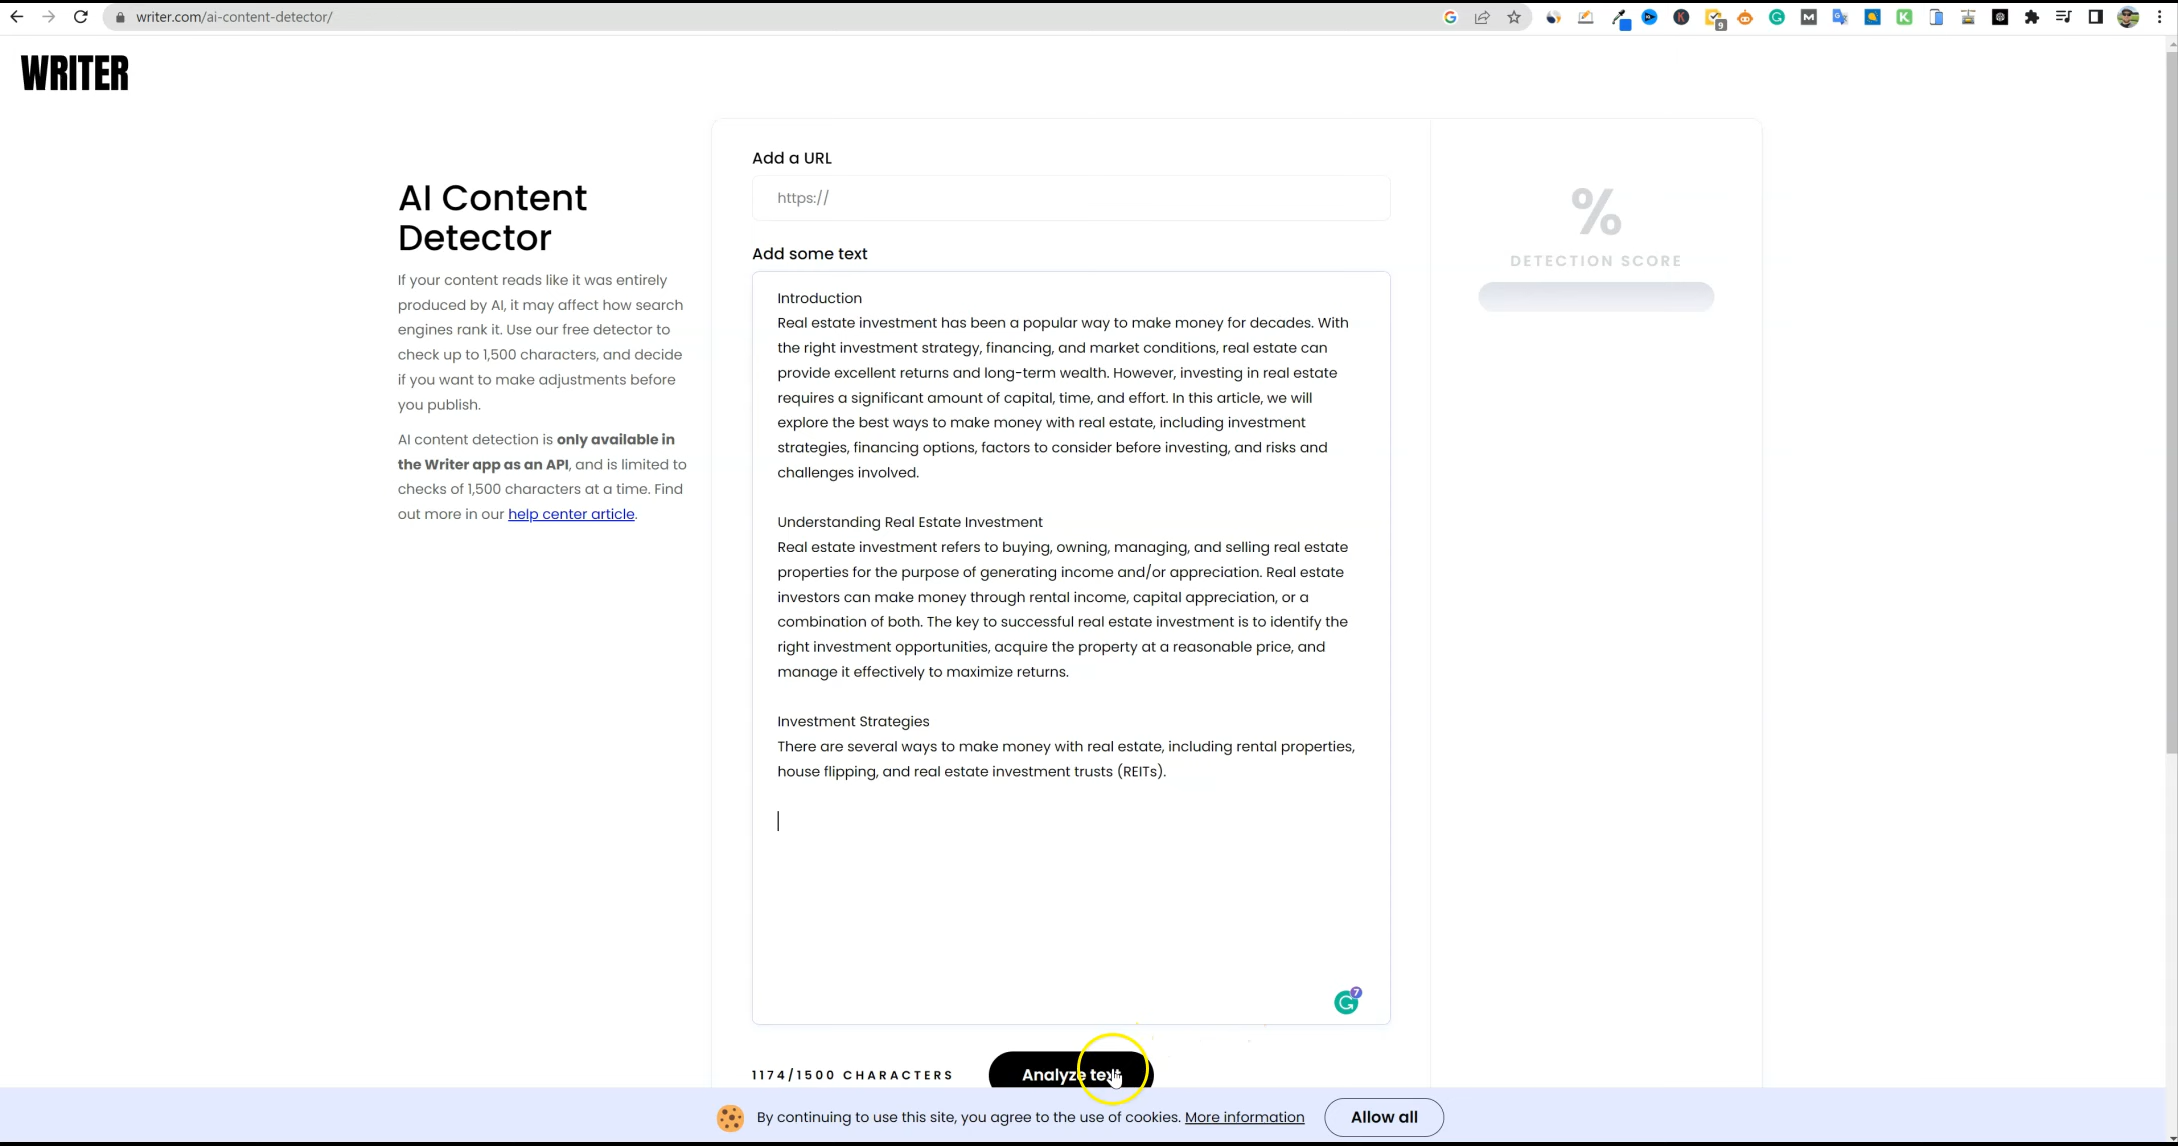 writer.com/ai-content-detector/
9
WRITER
AI Content
Detector
If your content reads like it was entirely
produced by AI, it may affect how search
engines rank it. Use our free detector to
check up to 1,500 characters, and decide
if you want to make adjustments before
you publish.
AI content detection is only available in
the Writer app as an API, and is limited to
checks of 1,500 characters at a time. Find
out more in our help center article.
Add a URL
https://
Add some text
Introduction
Real estate investment has been a popular way to make money for decades. With
the right investment strategy, financing, and market conditions, real estate can
provide excellent returns and long-term wealth. However, investing in real estate
requires a significant amount of capital, time, and effort. In this article, we will
explore the best ways to make money with real estate, including investment
strategies, financing options, factors to consider before investing, and risks and
challenges involved.
Understanding Real Estate Investment
Real estate investment refers to buying, owning, managing, and selling real estate
properties for the purpose of generating income and/or appreciation. Real estate
investors can make money through rental income, capital appreciation, or a
combination of both. The key to successful real estate investment is to identify the
right investment opportunities, acquire the property at a reasonable price, and
manage it effectively to maximize returns.
Investment Strategies
There are several ways to make money with real estate, including rental properties,
house flipping, and real estate investment trusts (REITs).
7
1174/1500 CHARACTERS
Analyze text
%
DETECTION SCORE
By continuing to use this site, you agree to the use of cookies. More information
Allow all